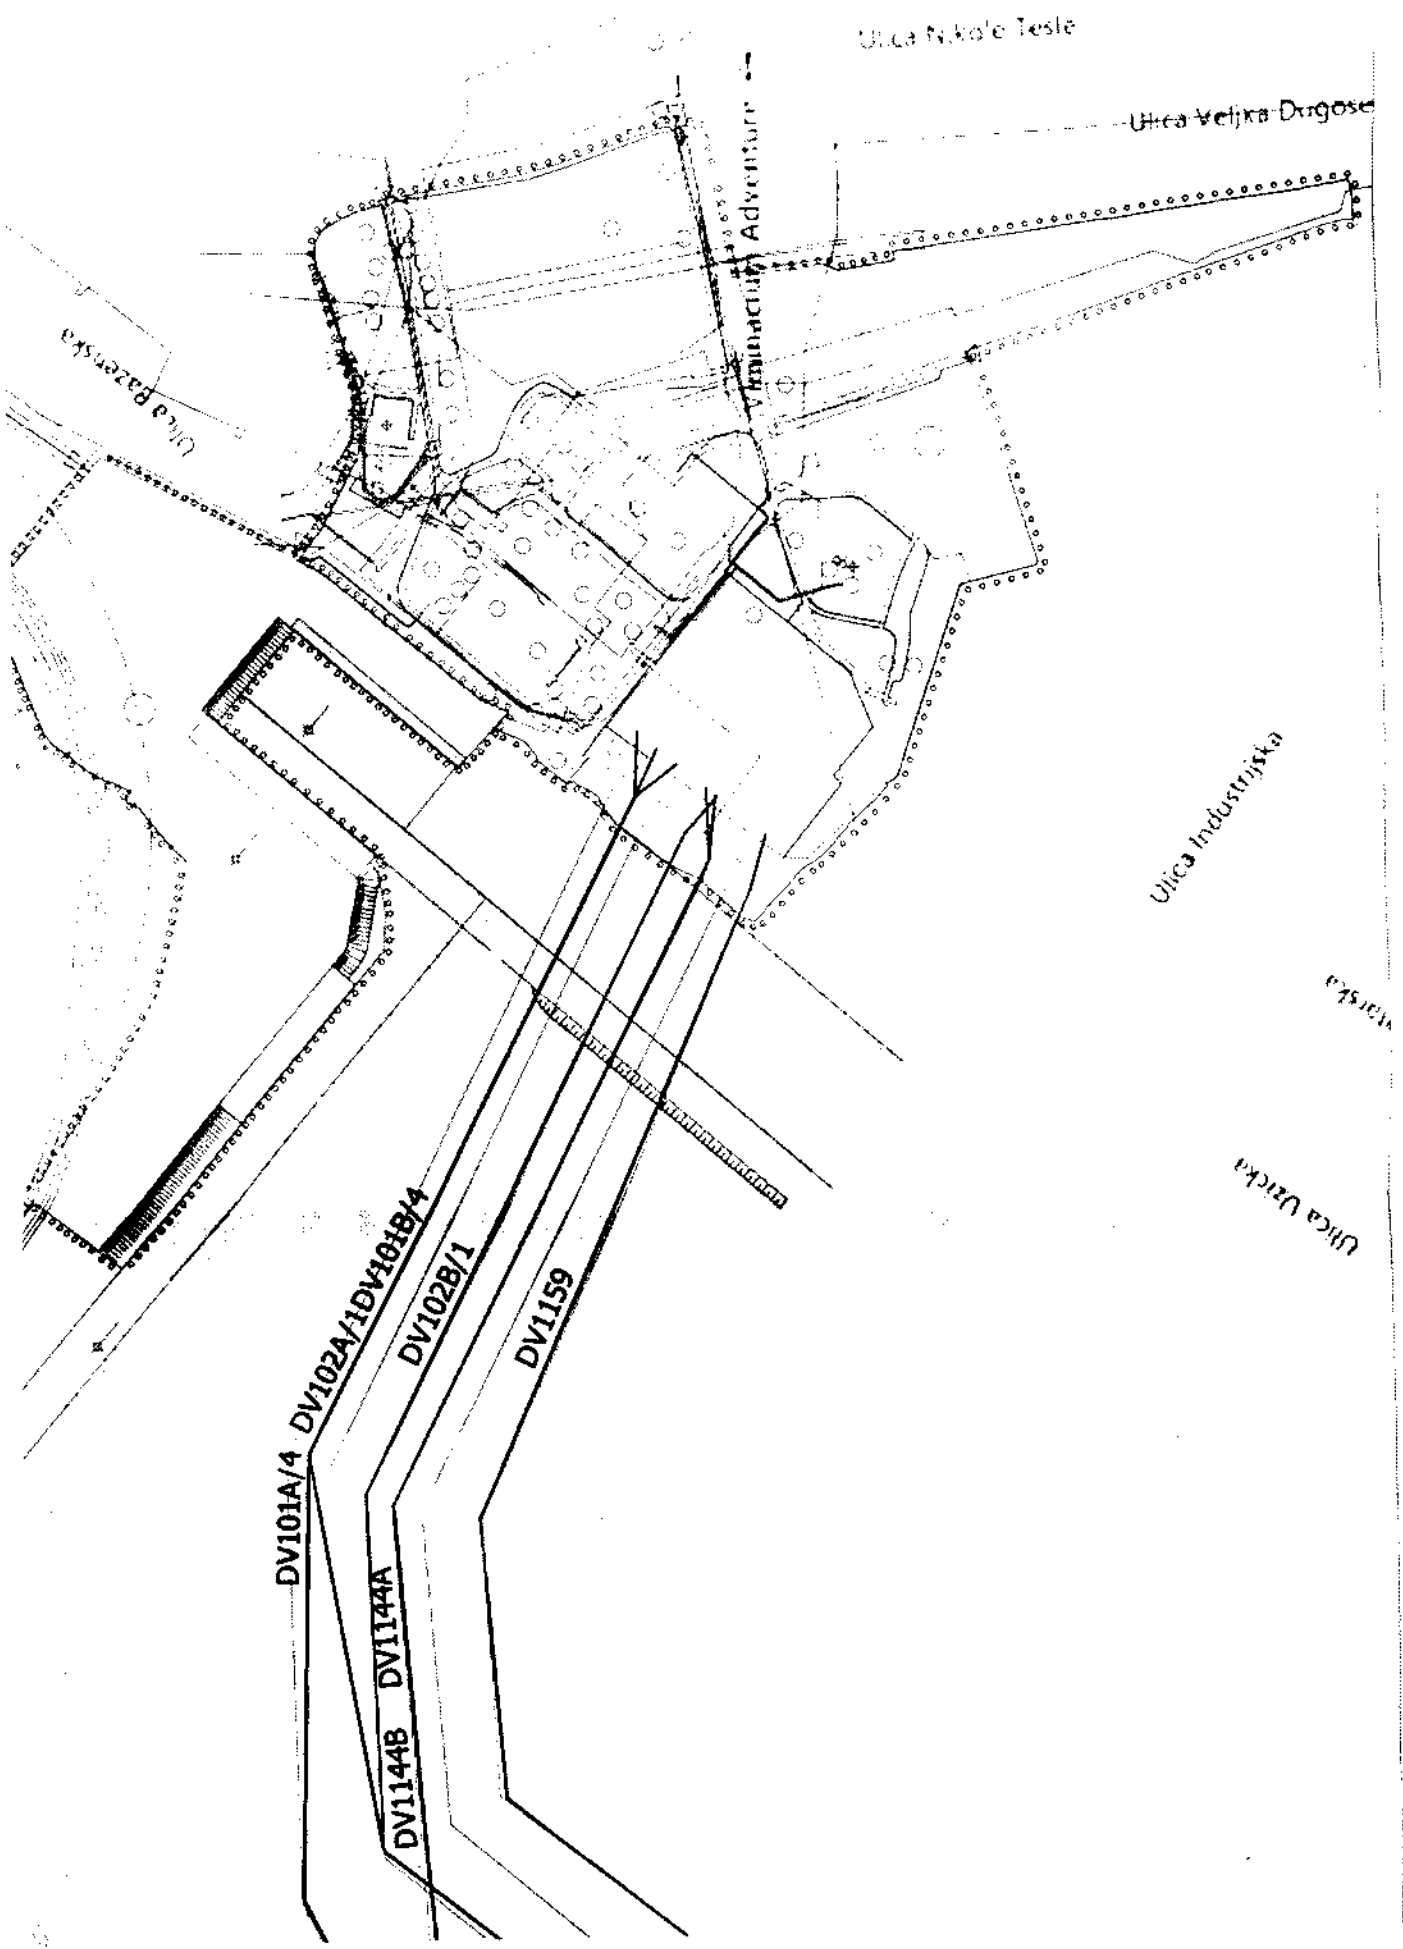 Ulica Nikole Tesle
Ulica Veljka Dugoše
Viminacium Adventure
Ulica Bazenska
Ulica Industrijska
Ulica Uzička
DV102A/1DV101B/4
DV102B/1
DV1159
DV101A/4
DV1144A
DV1144B